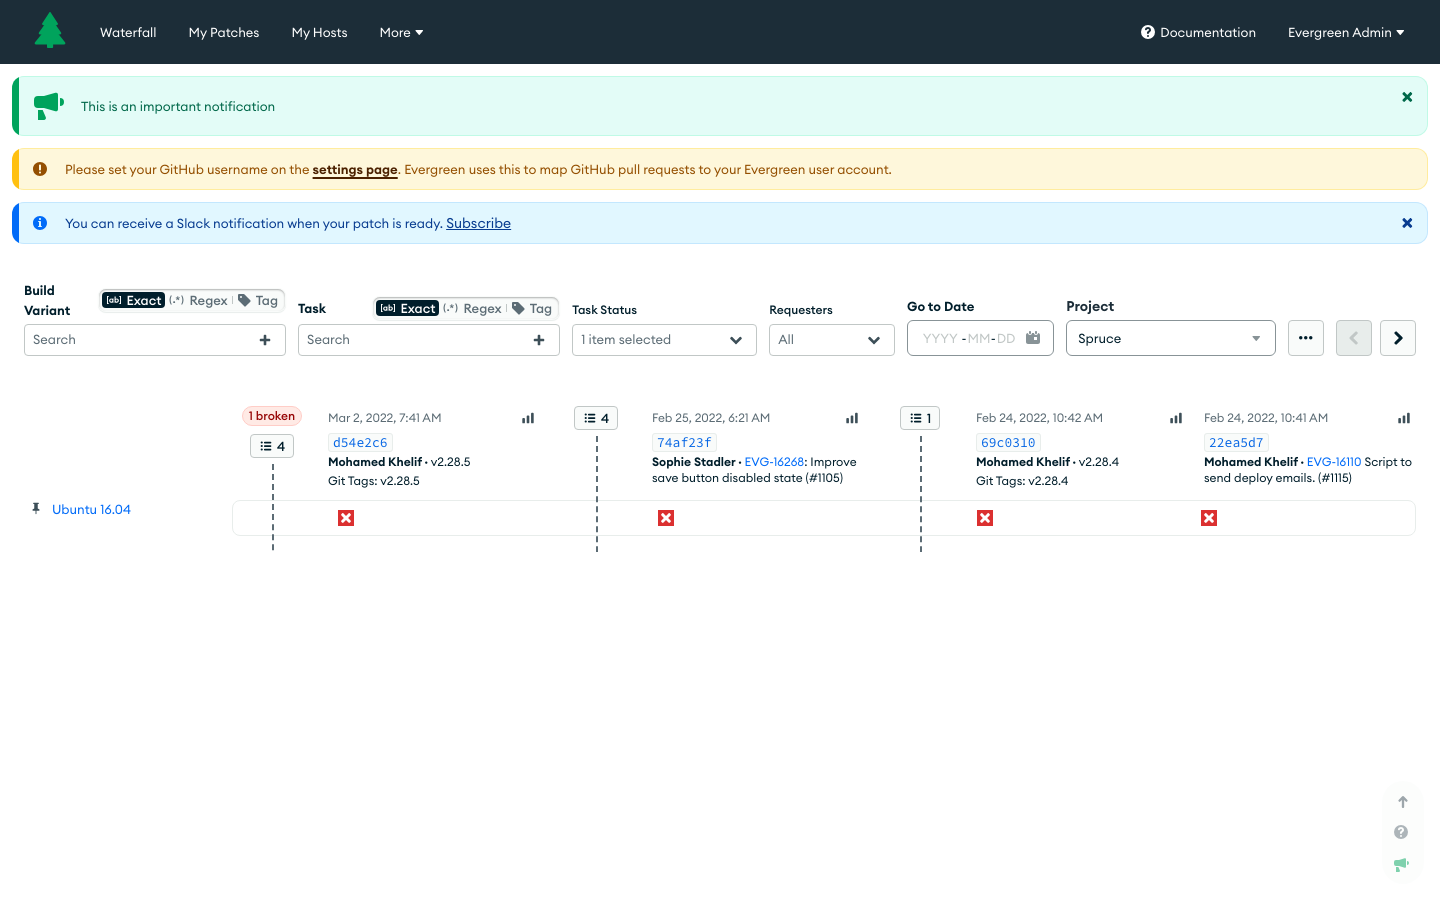 Waterfall My Patches My Hosts More Documentation Evergreen Admin
This is an important notification
Please set your GitHub username on the settings page. Evergreen uses this to map GitHub pull requests to your Evergreen user account.
You can receive a Slack notification when your patch is ready. Subscribe
Build
Variant
[ab] Exact (.*) Regex Tag
Search
Task
[ab] Exact (.*) Regex Tag
Search
Task Status
1 item selected
Requesters
All
Go to Date
YYYY-MM-DD
Project
Spruce
1 broken
4
Mar 2, 2022, 7:41 AM
d54e2c6
Mohamed Khelif · v2.28.5
Git Tags: v2.28.5
4
Feb 25, 2022, 6:21 AM
74af23f
Sophie Stadler · EVG-16268: Improve
save button disabled state (#1105)
1
Feb 24, 2022, 10:42 AM
69c0310
Mohamed Khelif · v2.28.4
Git Tags: v2.28.4
Feb 24, 2022, 10:41 AM
22ea5d7
Mohamed Khelif · EVG-16110 Script to
send deploy emails. (#1115)
Ubuntu 16.04